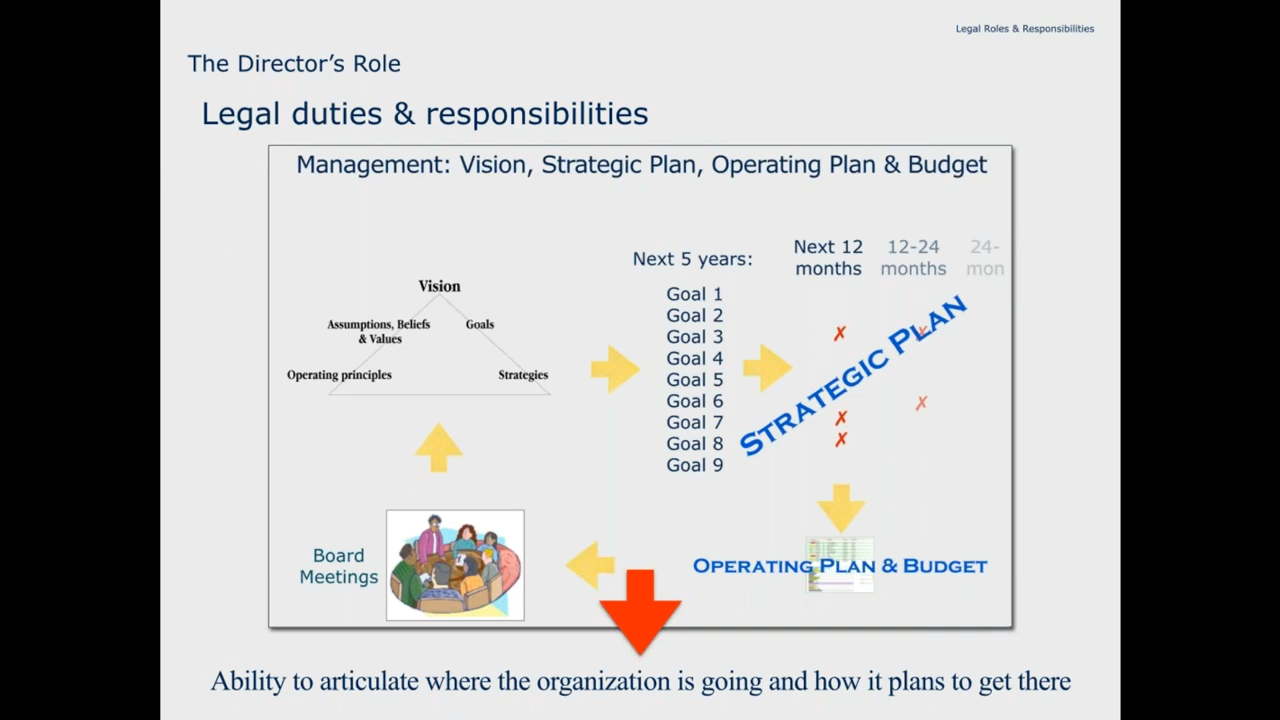 Legal Roles & Responsibilities
The Director's Role
Legal duties & responsibilities
Management: Vision, Strategic Plan, Operating Plan & Budget
Vision
Assumptions, Beliefs
& Values
Goals
Operating principles
Strategies
Next 5 years:
Goal 1
Goal 2
Goal 3
Goal 4
Goal 5
Goal 6
Goal 7
Goal 8
Goal 9
Next 12
months
12-24
months
24-
mon
✗
✗
✗
✗
✗
STRATEGIC PLAN
OPERATING PLAN & BUDGET
Board
Meetings
Ability to articulate where the organization is going and how it plans to get there